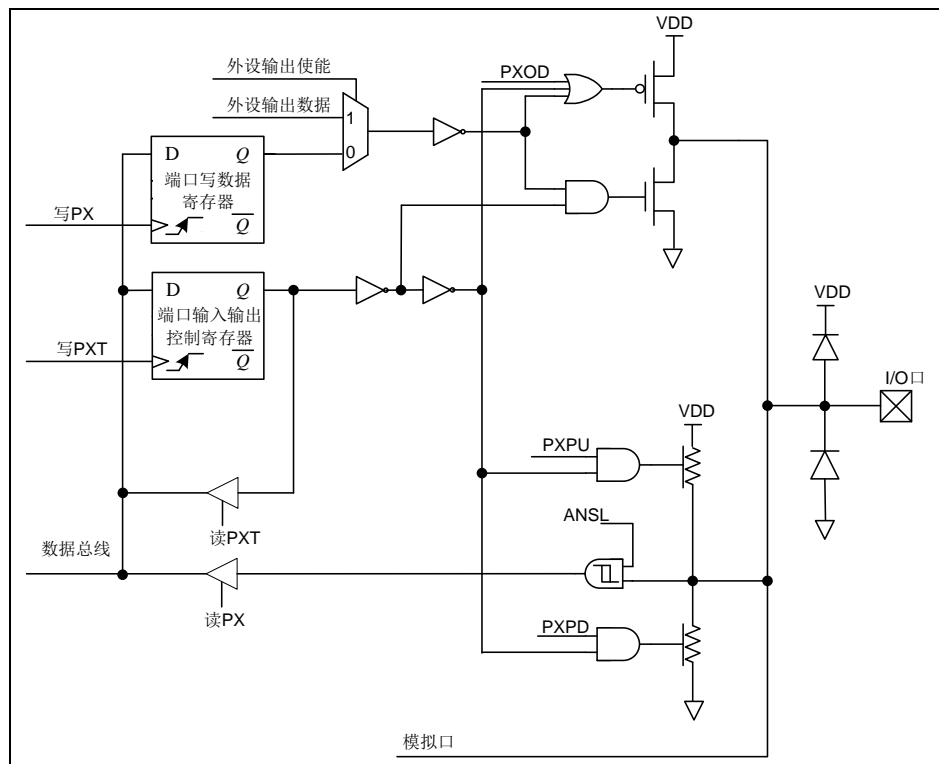 VDD
外设输出使能
PXOD
外设输出数据
1
0
D Q
端口写数据
寄存器
Q
写PX
D Q
端口输入输出
控制寄存器
Q
写PXT
VDD
I/O口
VDD
PXPU
ANSL
读PXT
数据总线
读PX
PXPD
模拟口